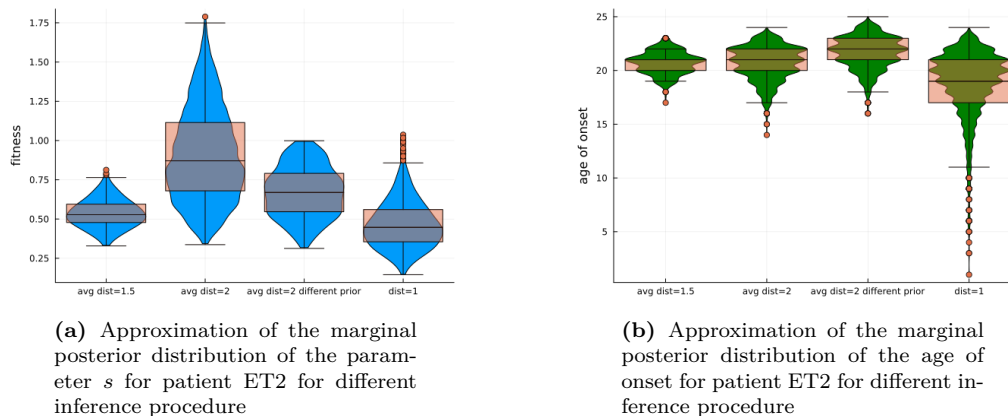 1.75
1.50
1.25
1.00
0.75
0.50
0.25
fitness
avg dist=1.5 avg dist=2 avg dist=2 different prior dist=1
(a) Approximation of the marginal
posterior distribution of the param-
eter s for patient ET2 for different
inference procedure
25
20
15
10
5
age of onset
avg dist=1.5 avg dist=2 avg dist=2 different prior dist=1
(b) Approximation of the marginal
posterior distribution of the age of
onset for patient ET2 for different in-
ference procedure